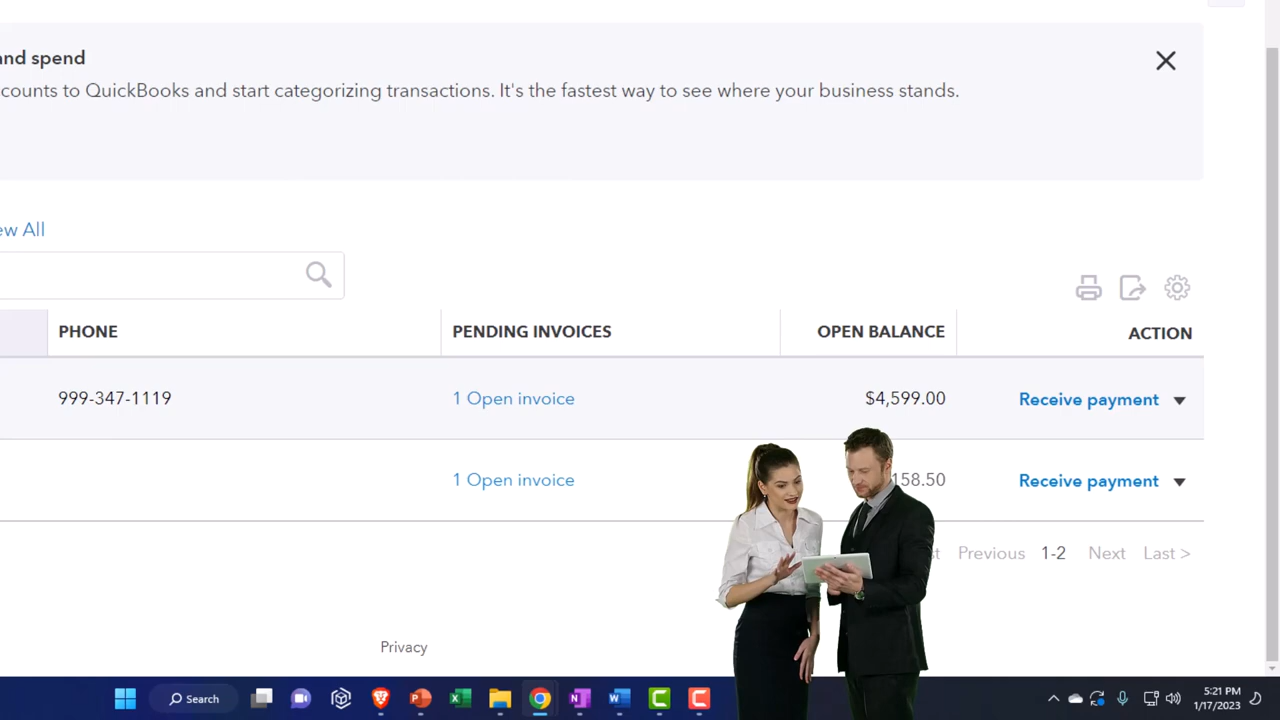 and spend
counts to QuickBooks and start categorizing transactions. It's the fastest way to see where your business stands.
ew All
PHONE PENDING INVOICES OPEN BALANCE ACTION
999-347-1119 1 Open invoice $4,599.00 Receive payment
1 Open invoice 158.50 Receive payment
st Previous 1-2 Next Last >
Privacy
Search 5:21 PM
1/17/2023